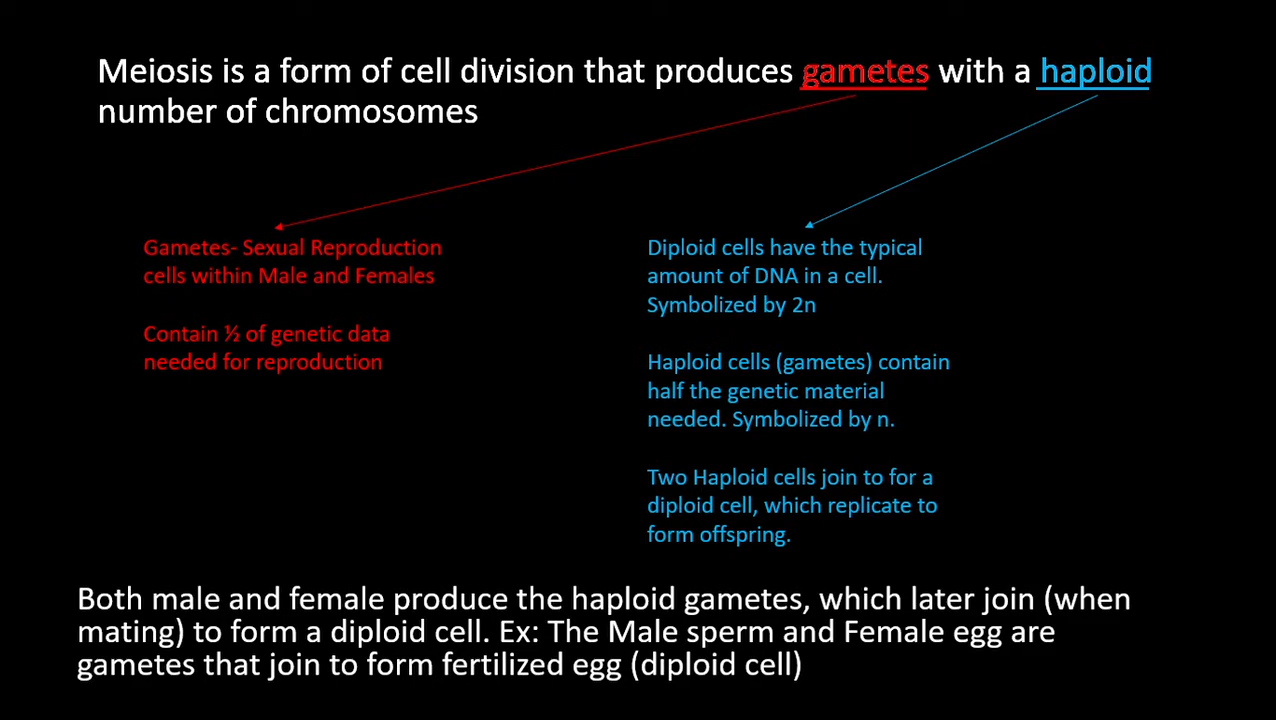 Meiosis is a form of cell division that produces gametes with a haploid
number of chromosomes
Gametes- Sexual Reproduction
cells within Male and Females
Contain ½ of genetic data
needed for reproduction
Diploid cells have the typical
amount of DNA in a cell.
Symbolized by 2n
Haploid cells (gametes) contain
half the genetic material
needed. Symbolized by n.
Two Haploid cells join to for a
diploid cell, which replicate to
form offspring.
Both male and female produce the haploid gametes, which later join (when
mating) to form a diploid cell. Ex: The Male sperm and Female egg are
gametes that join to form fertilized egg (diploid cell)